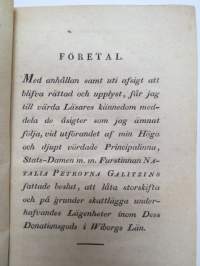 FÖRETAL.
Med anhållan samt uti afsigt att
blifva rättad och upplyst, får jag
till värda Läsares kännedom med-
dela de åsigter som jag ämnat
följa, vid utförandet af min Höga
och djupt vördade Principalinna,
Stats-Damen m. m. Furstinnan NA-
TALIA PETROVNA GALITZINS
fattade beslut, att låta storskifta
och på grunder skattlägga under-
hafvandes Lägenheter inom Dess
Donationsgods i Wiborgs Län.